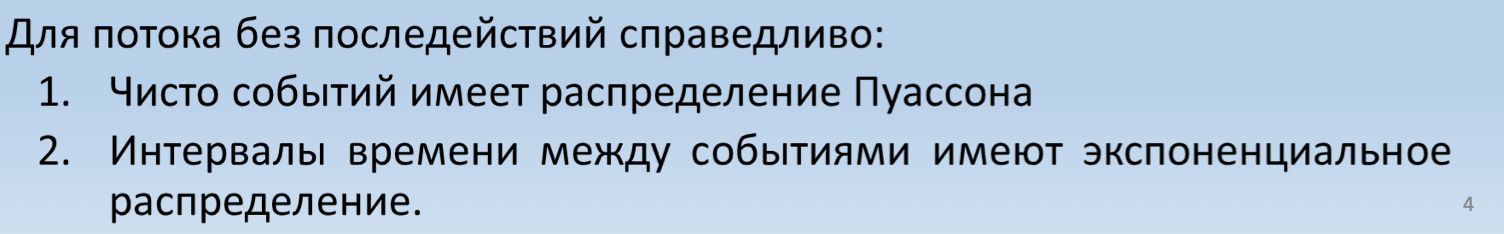 Для потока без последействий справедливо:
1. Чисто событий имеет распределение Пуассона
2. Интервалы времени между событиями имеют экспоненциальное
распределение.
4